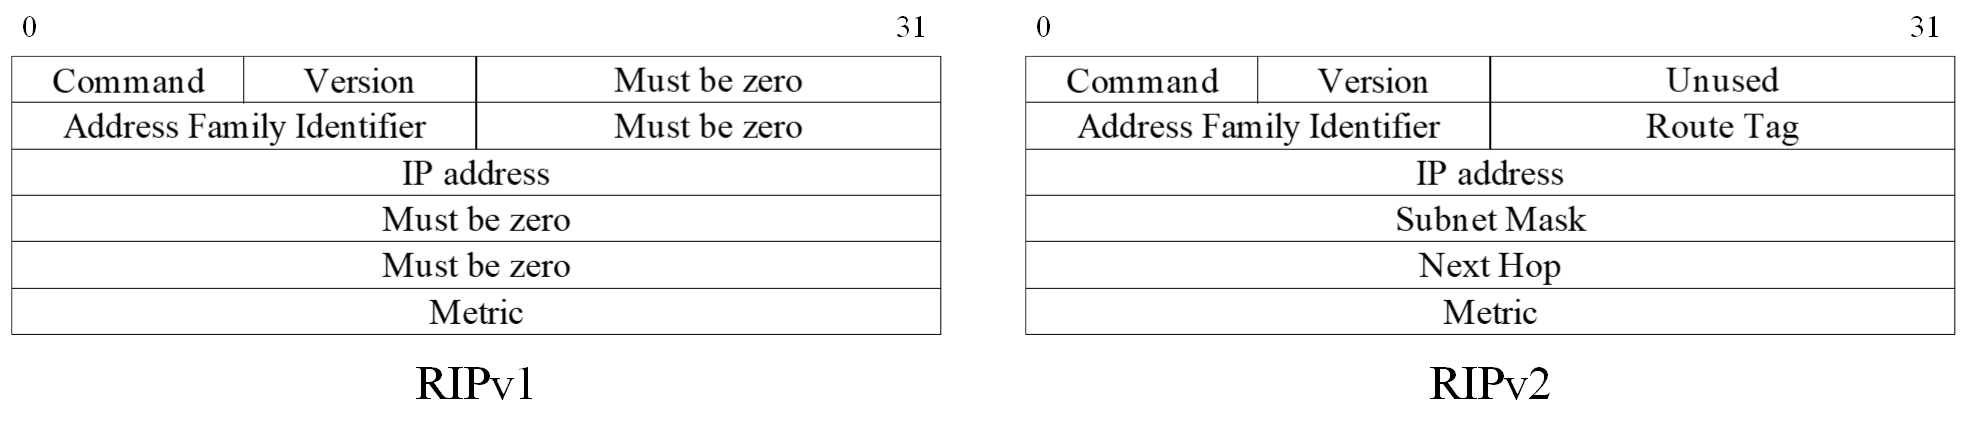 0 31
Command Version Must be zero
Address Family Identifier Must be zero
IP address
Must be zero
Must be zero
Metric
RIPv1
0 31
Command Version Unused
Address Family Identifier Route Tag
IP address
Subnet Mask
Next Hop
Metric
RIPv2